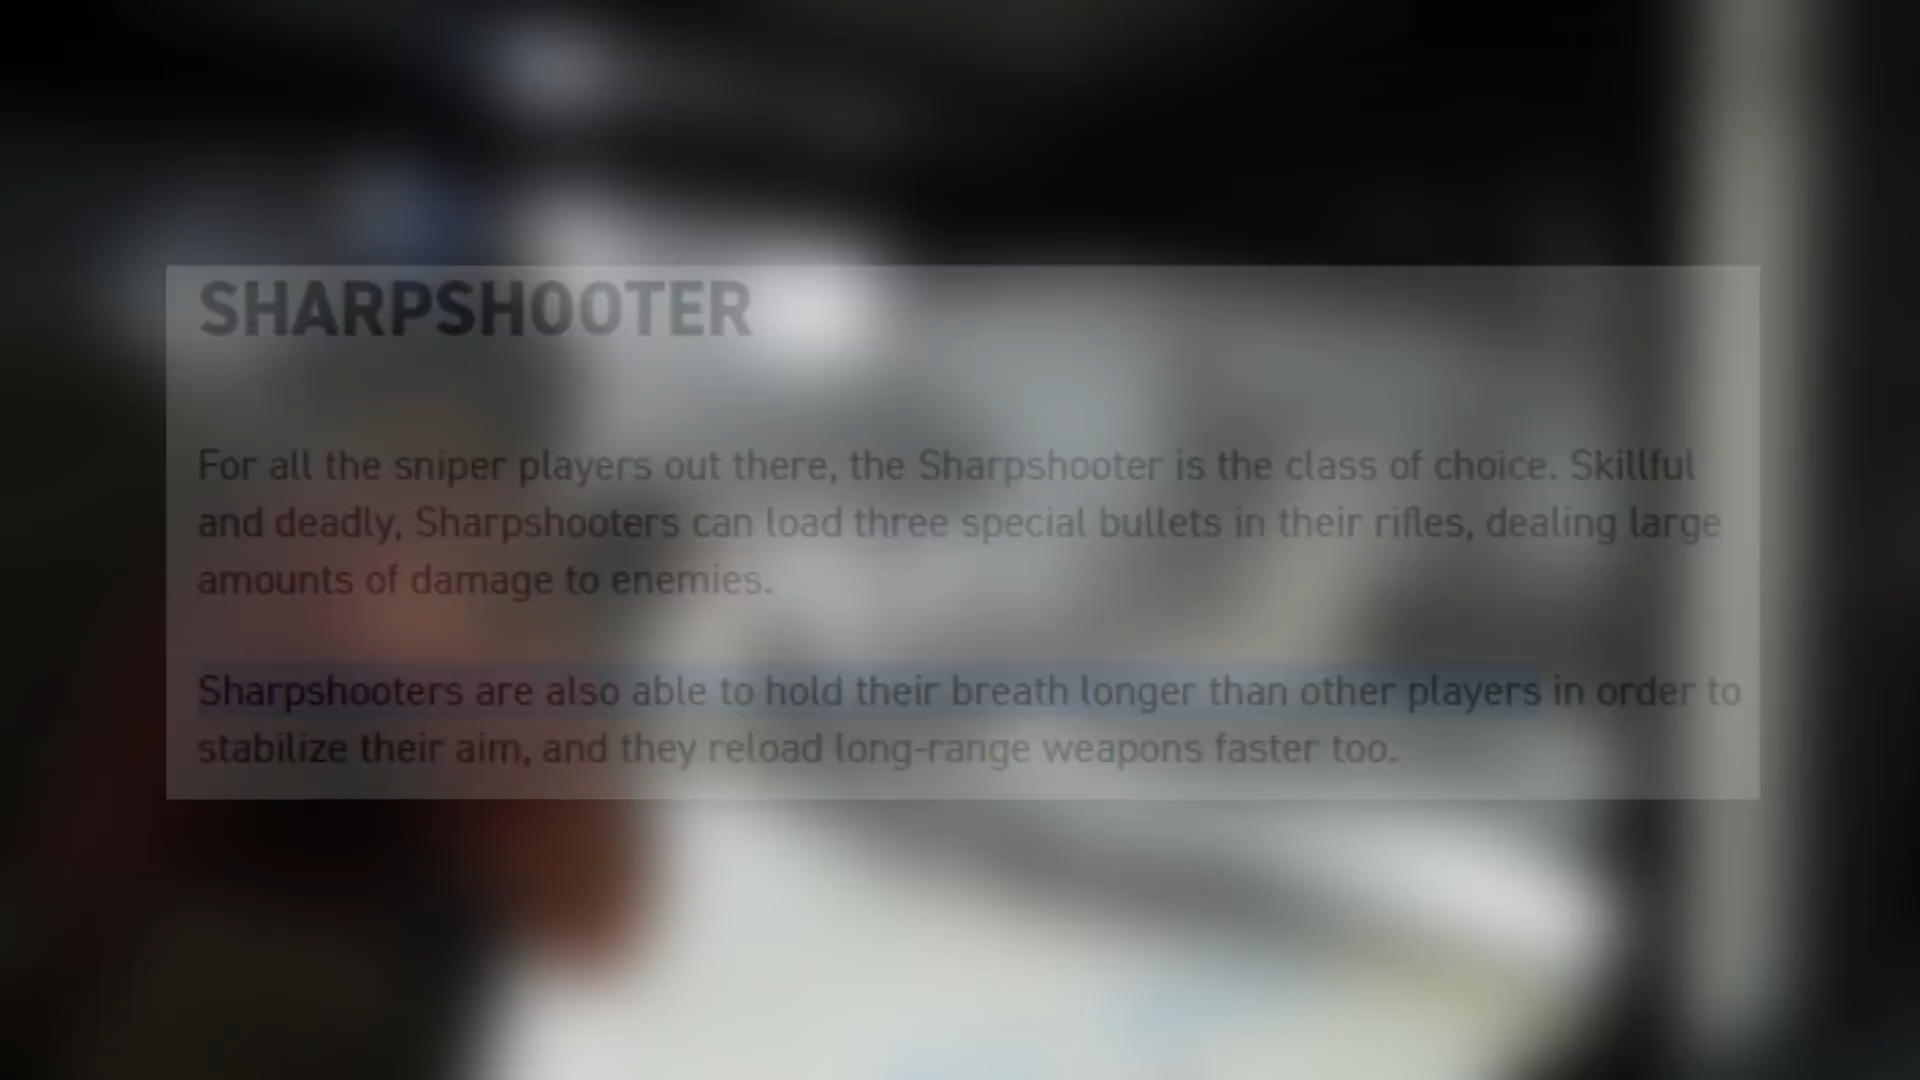 SHARPSHOOTER
For all the sniper players out there, the Sharpshooter is the class of choice. Skillful
and deadly, Sharpshooters can load three special bullets in their rifles, dealing large
amounts of damage to enemies.
Sharpshooters are also able to hold their breath longer than other players in order to
stabilize their aim, and they reload long-range weapons faster too.